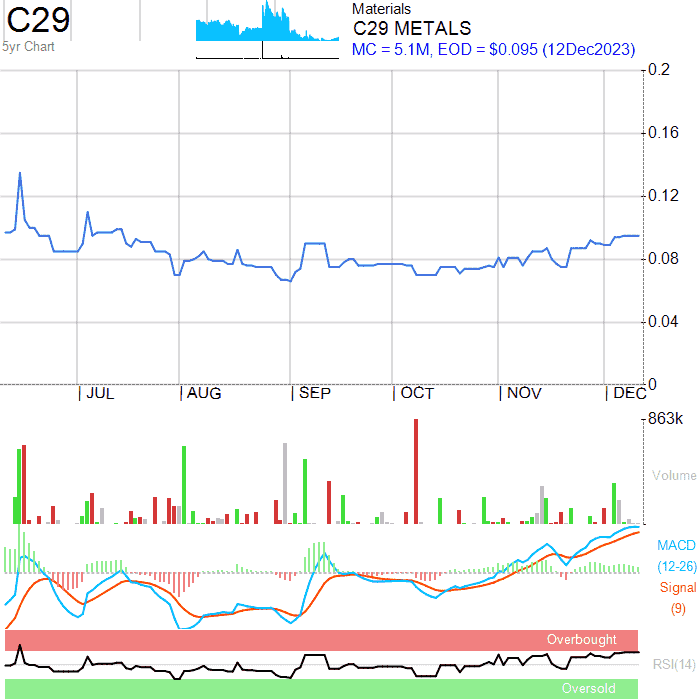 C29
5yr Chart
Materials
C29 METALS
MC = 5.1M, EOD = $0.095 (12Dec2023)
0.2
0.16
0.12
0.08
0.04
0
JUL AUG SEP OCT NOV DEC
863k
Volume
MACD
(12-26)
Signal
(9)
Overbought
RSI(14)
Oversold